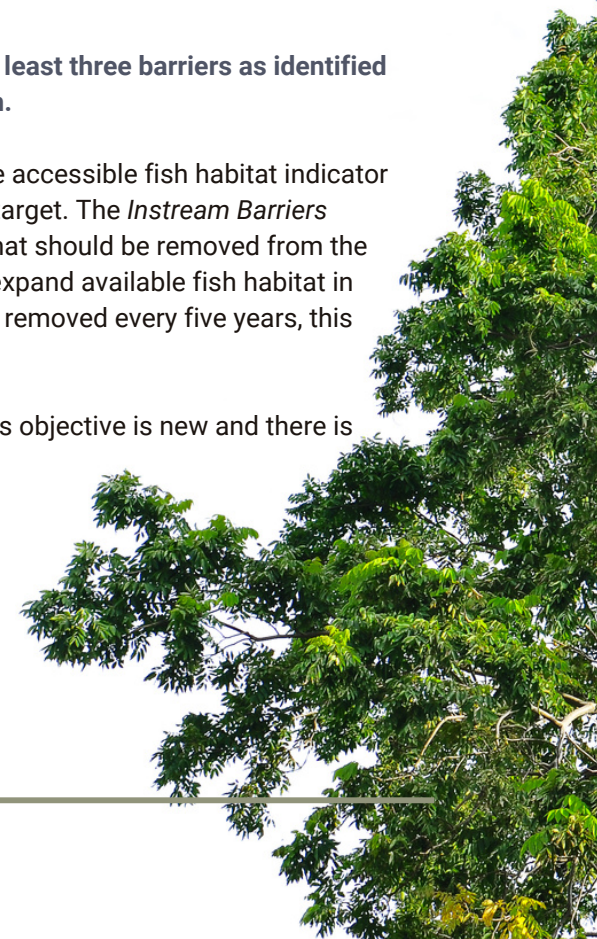 least three barriers as identified
.
accessible fish habitat indicator
arget. The Instream Barriers
hat should be removed from the
expand available fish habitat in
removed every five years, this
s objective is new and there is